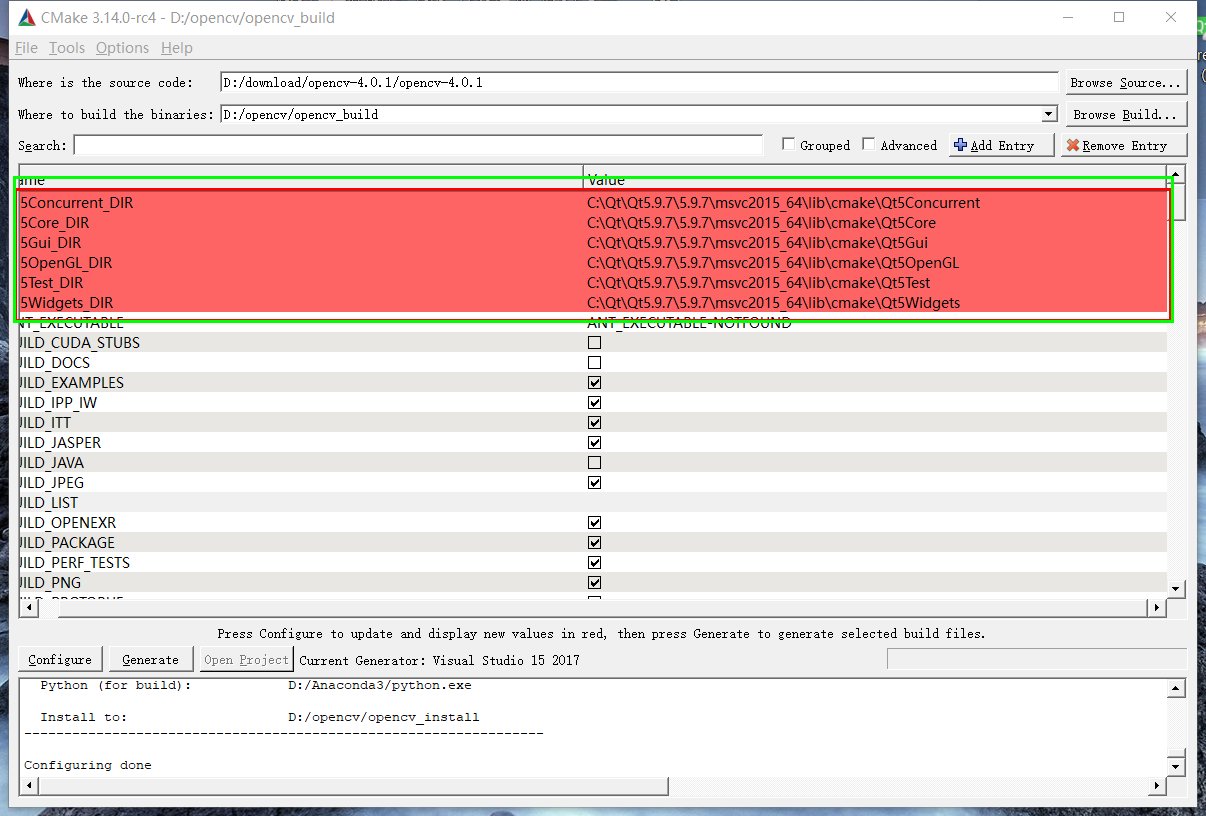 CMake 3.14.0-rc4 - D:/opencv/opencv_build
File Tools Options Help
Where is the source code: D:/download/opencv-4.0.1/opencv-4.0.1 Browse Source...
Where to build the binaries: D:/opencv/opencv_build Browse Build...
Search: Grouped Advanced Add Entry Remove Entry
ame Value
5Concurrent_DIR C:\Qt\Qt5.9.7\5.9.7\msvc2015_64\lib\cmake\Qt5Concurrent
5Core_DIR C:\Qt\Qt5.9.7\5.9.7\msvc2015_64\lib\cmake\Qt5Core
5Gui_DIR C:\Qt\Qt5.9.7\5.9.7\msvc2015_64\lib\cmake\Qt5Gui
5OpenGL_DIR C:\Qt\Qt5.9.7\5.9.7\msvc2015_64\lib\cmake\Qt5OpenGL
5Test_DIR C:\Qt\Qt5.9.7\5.9.7\msvc2015_64\lib\cmake\Qt5Test
5Widgets_DIR C:\Qt\Qt5.9.7\5.9.7\msvc2015_64\lib\cmake\Qt5Widgets
NT_EXECUTABLE ANT_EXECUTABLE-NOTFOUND
UILD_CUDA_STUBS
UILD_DOCS
UILD_EXAMPLES
UILD_IPP_IW
UILD_ITT
UILD_JASPER
UILD_JAVA
UILD_JPEG
UILD_LIST
UILD_OPENEXR
UILD_PACKAGE
UILD_PERF_TESTS
UILD_PNG
Press Configure to update and display new values in red, then press Generate to generate selected build files.
Configure Generate Open Project Current Generator: Visual Studio 15 2017
Python (for build): D:/Anaconda3/python.exe
Install to: D:/opencv/opencv_install
-----------------------------------------------------------------
Configuring done